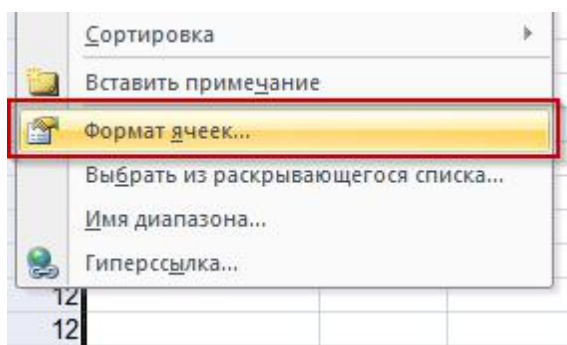 Сортировка
Вставить примечание
Формат ячеек...
Выбрать из раскрывающегося списка...
Имя диапазона...
Гиперссылка...
12
12